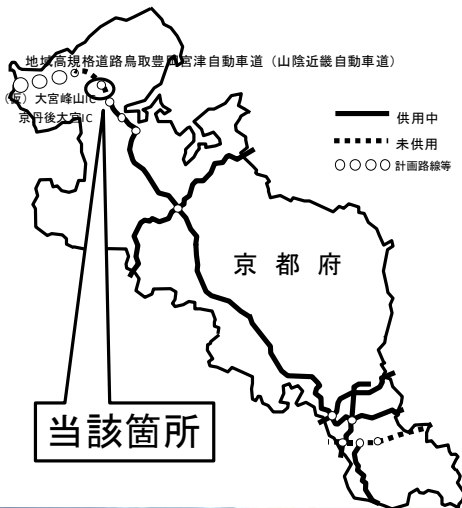 地域高規格道路鳥取豊岡宮津自動車道（山陰近畿自動車道）
（仮）大宮峰山IC
京丹後大宮IC
供用中
未供用
計画路線等
京都府
当該箇所